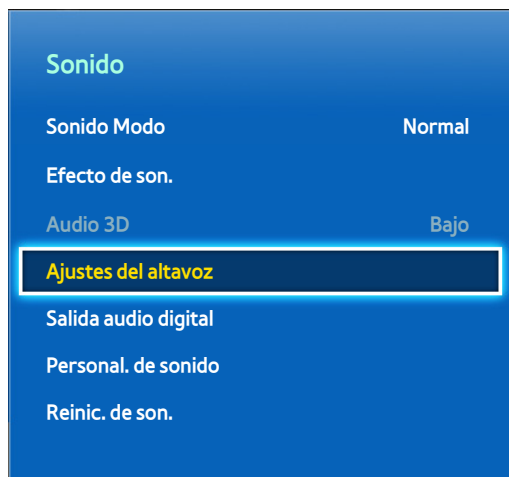 Sonido
Sonido Modo Normal
Efecto de son.
Audio 3D Bajo
Ajustes del altavoz
Salida audio digital
Personal. de sonido
Reinic. de son.